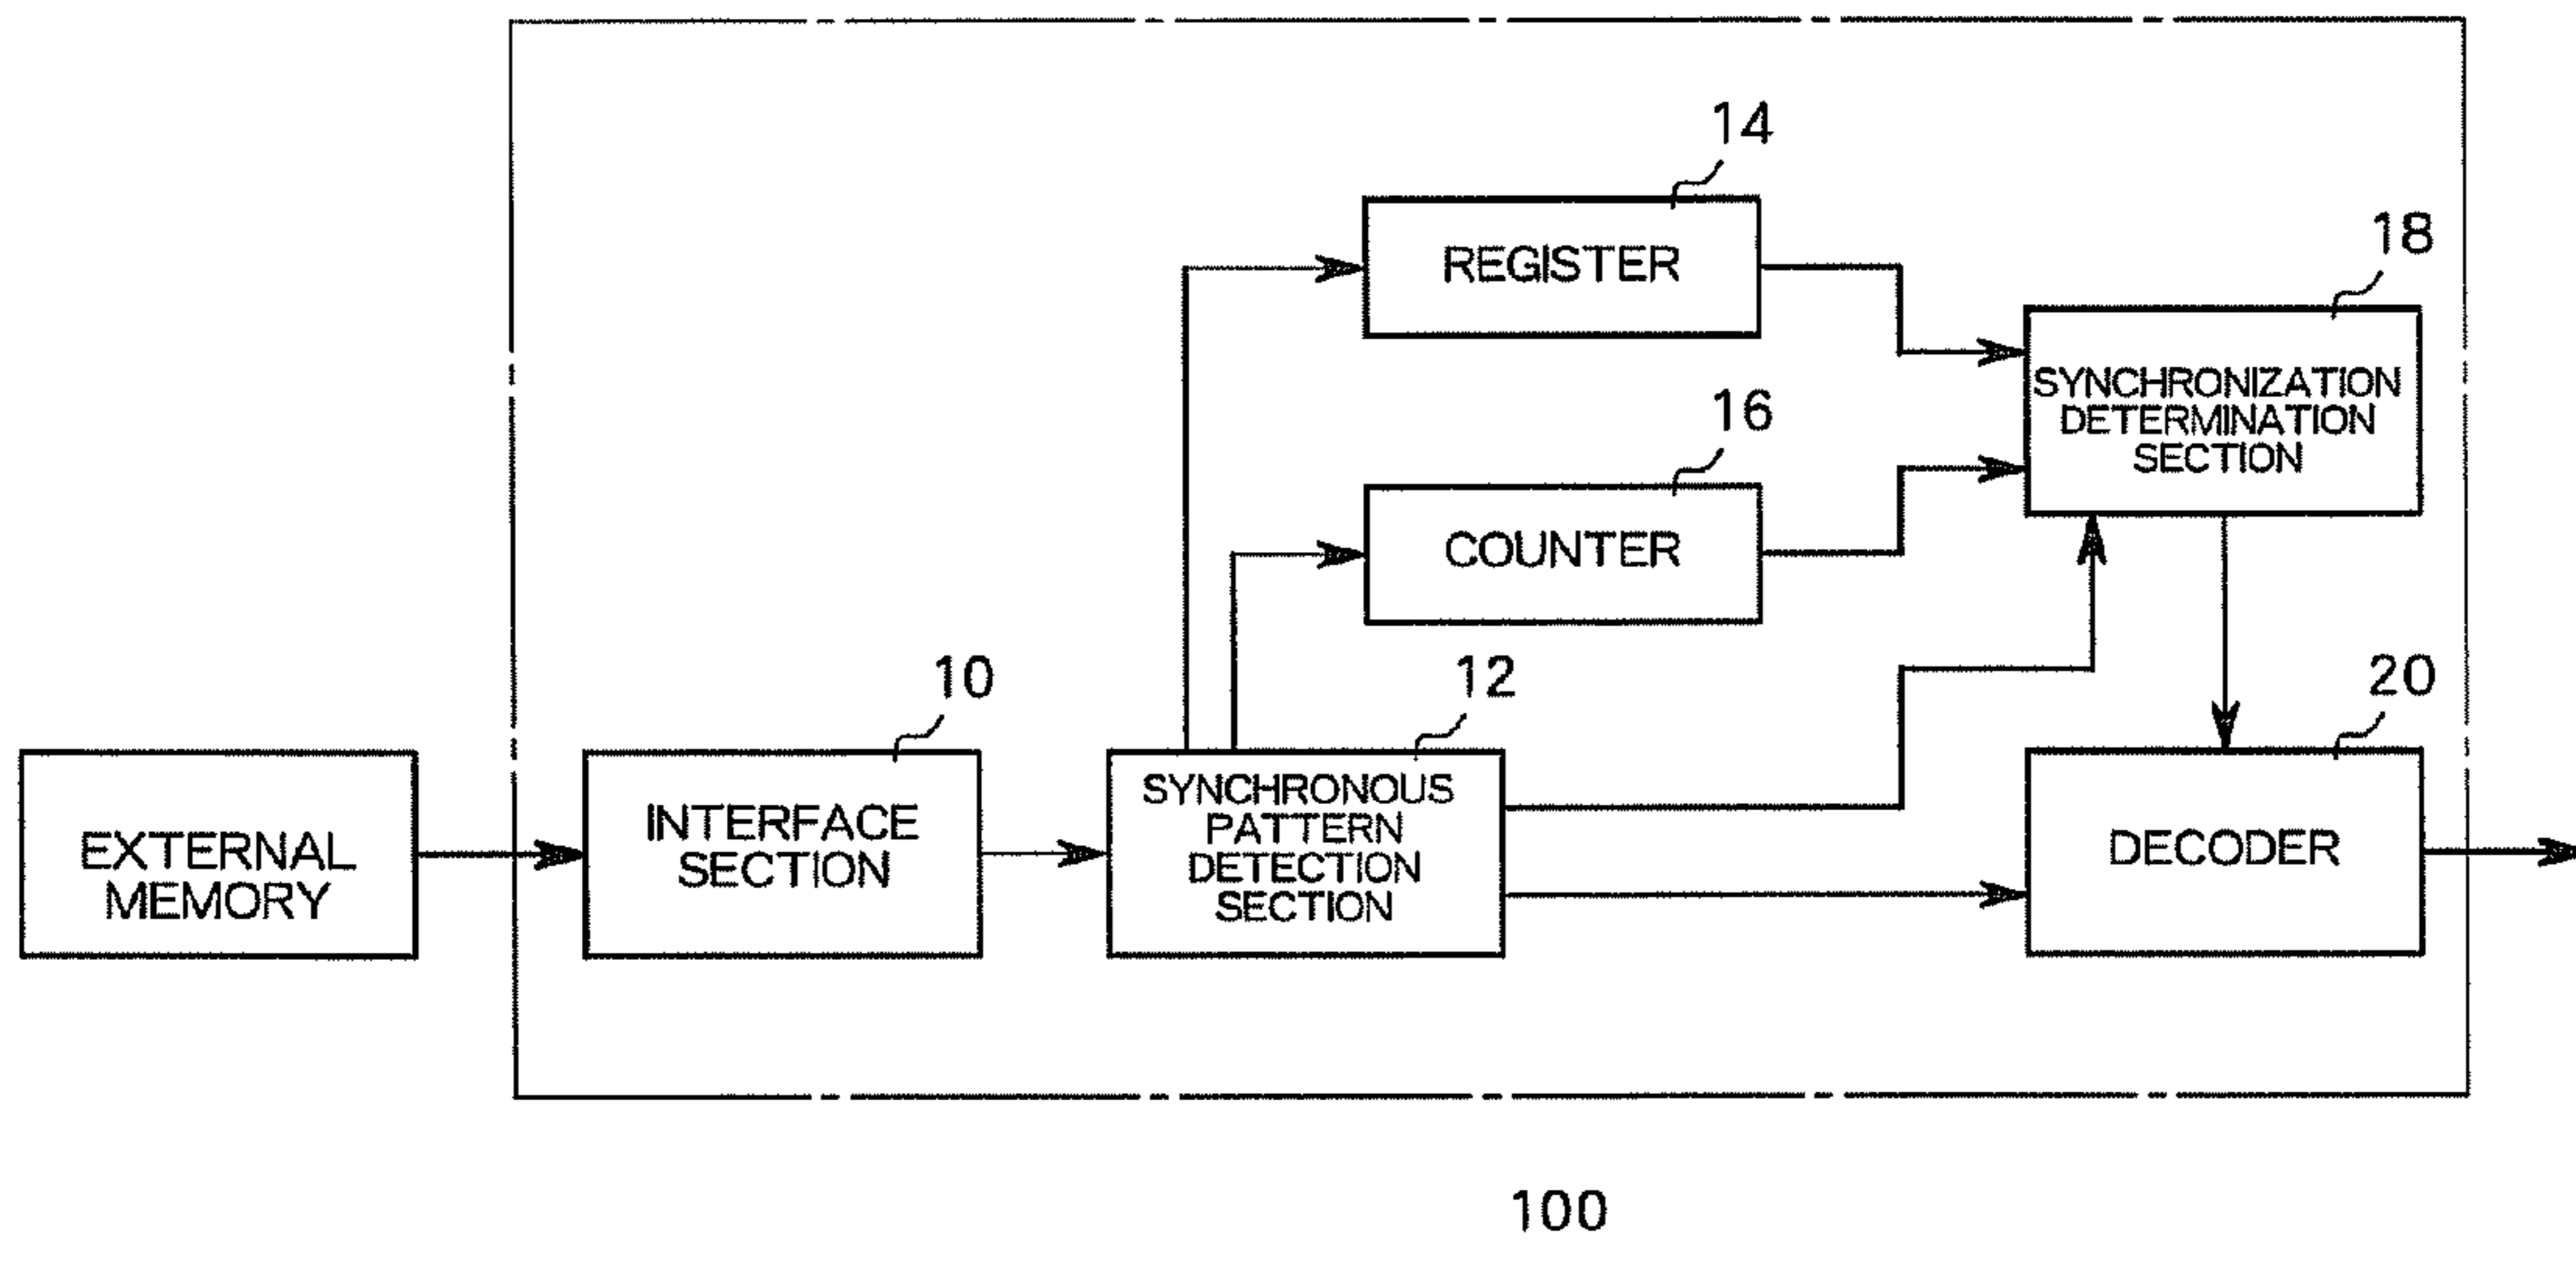 14
REGISTER
18
SYNCHRONIZATION
DETERMINATION
SECTION
16
COUNTER
10
12
20
EXTERNAL
MEMORY
INTERFACE
SECTION
SYNCHRONOUS
PATTERN
DETECTION
SECTION
DECODER
100